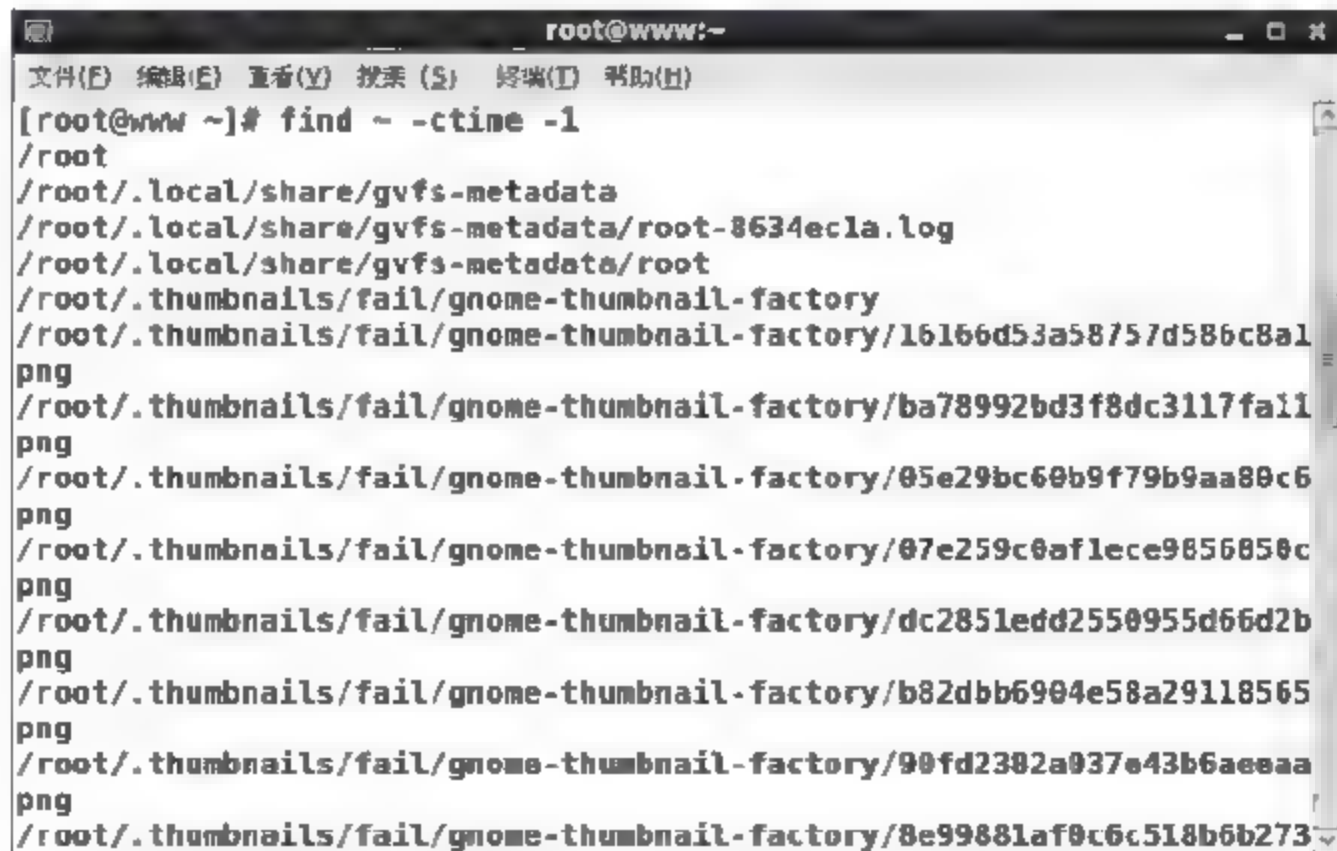 root@www:~
文件(F) 编辑(E) 查看(V) 搜索 (S) 终端(T) 帮助(H)
[root@www ~]# find ~ -ctime -1
/root
/root/.local/share/gvfs-metadata
/root/.local/share/gvfs-metadata/root-8634ec1a.log
/root/.local/share/gvfs-metadata/root
/root/.thumbnails/fail/gnome-thumbnail-factory
/root/.thumbnails/fail/gnome-thumbnail-factory/16166d53a58757d586c8a1
png
/root/.thumbnails/fail/gnome-thumbnail-factory/ba78992bd3f8dc3117fa11
png
/root/.thumbnails/fail/gnome-thumbnail-factory/05e29bc60b9f79b9aa80c6
png
/root/.thumbnails/fail/gnome-thumbnail-factory/07e259c0af1ece9856850c
png
/root/.thumbnails/fail/gnome-thumbnail-factory/dc2851edd2550955d66d2b
png
/root/.thumbnails/fail/gnome-thumbnail-factory/b82dbb6904e58a29118565
png
/root/.thumbnails/fail/gnome-thumbnail-factory/90fd2382a037e43b6aeeaa
png
/root/.thumbnails/fail/gnome-thumbnail-factory/8e99881af0c6c518b6b273